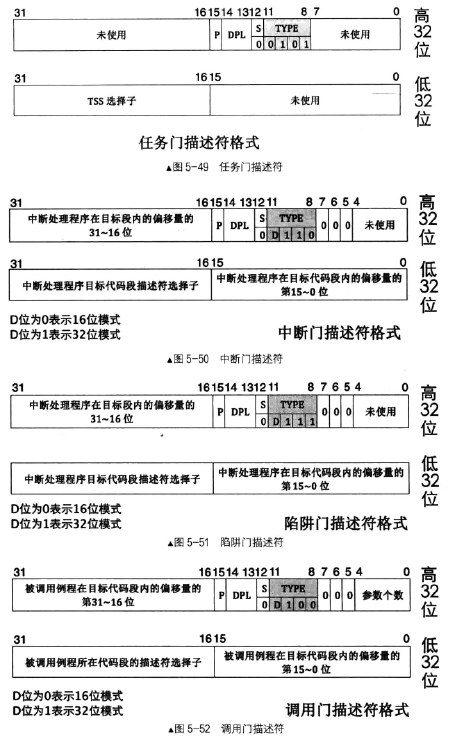 31 16 15 14 13 12 11 8 7 0
未使用 P DPL S TYPE 未使用
0 0 1 0 1
高32位
31 16 15 0
TSS 选择子 未使用
低32位
任务门描述符格式
▲图 5-49 任务门描述符
31 16 15 14 13 12 11 8 7 6 5 4 0
中断处理程序在目标段内的偏移量的
31~16 位
P DPL S TYPE 0 0 0 未使用
0 D 1 1 0
高32位
31 16 15 0
中断处理程序目标代码段描述符选择子
中断处理程序在目标代码段内的偏移量的
第15~0 位
低32位
D位为0表示16位模式
D位为1表示32位模式
中断门描述符格式
▲图 5-50 中断门描述符
31 16 15 14 13 12 11 8 7 6 5 4 0
中断处理程序在目标段内的偏移量的
31~16 位
P DPL S TYPE 0 0 0 未使用
0 D 1 1 1
高32位
中断处理程序目标代码段描述符选择子
中断处理程序在目标代码段内的偏移量的
第15~0 位
低32位
D位为0表示16位模式
D位为1表示32位模式
陷阱门描述符格式
▲图 5-51 陷阱门描述符
31 16 15 14 13 12 11 8 7 6 5 4 0
被调用例程在目标代码段内的偏移量的
第31~16 位
P DPL S TYPE 0 0 0 参数个数
0 D 1 0 0
高32位
31 16 15 0
被调用例程所在代码段的描述符选择子
被调用例程在目标代码段内的偏移量的
第15~0 位
低32位
D位为0表示16位模式
D位为1表示32位模式
调用门描述符格式
▲图 5-52 调用门描述符